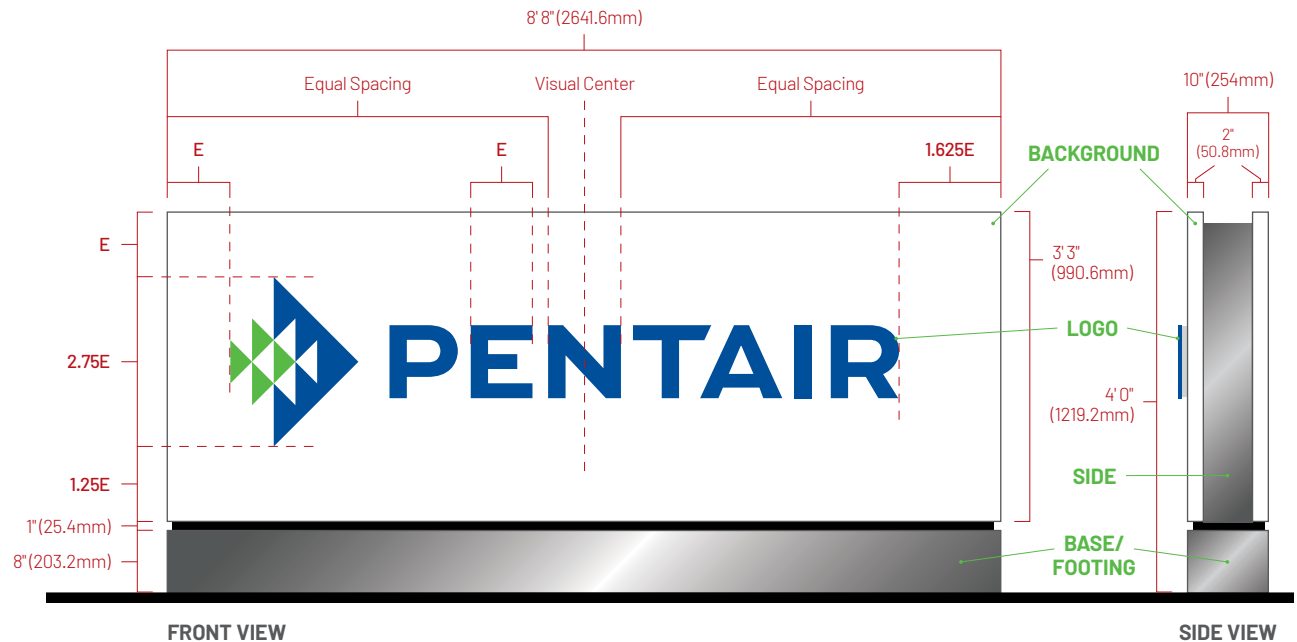 8' 8" (2641.6mm)
Equal Spacing
Visual Center
Equal Spacing
10" (254mm)
2"
(50.8mm)
E
E
1.625E
BACKGROUND
E
3' 3"
(990.6mm)
PENTAIR
LOGO
2.75E
4' 0"
(1219.2mm)
1.25E
SIDE
1" (25.4mm)
8" (203.2mm)
BASE/
FOOTING
FRONT VIEW
SIDE VIEW